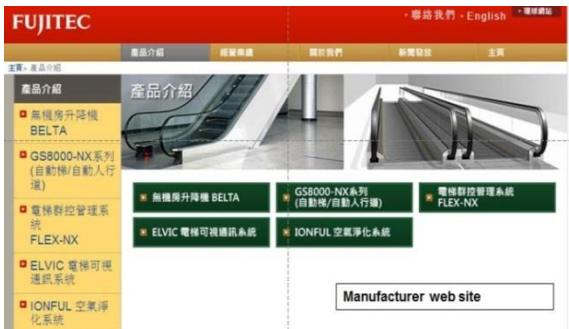 FUJITEC
・聯絡我們・English
・環球網站
產品介紹
經營業績
關於我們
新聞發放
主頁
主頁> 產品介紹
產品介紹
無機房升降機
BELTA
GS8000-NX系列
(自動梯/自動人行
道)
電梯群控管理系
統
FLEX-NX
ELVIC 電梯可視
通訊系統
IONFUL 空氣淨
化系統
產品介紹
無機房升降機 BELTA
GS8000-NX系列
(自動梯/自動人行道)
電梯群控管理系統
FLEX-NX
ELVIC 電梯可視通訊系統
IONFUL 空氣淨化系統
Manufacturer web site